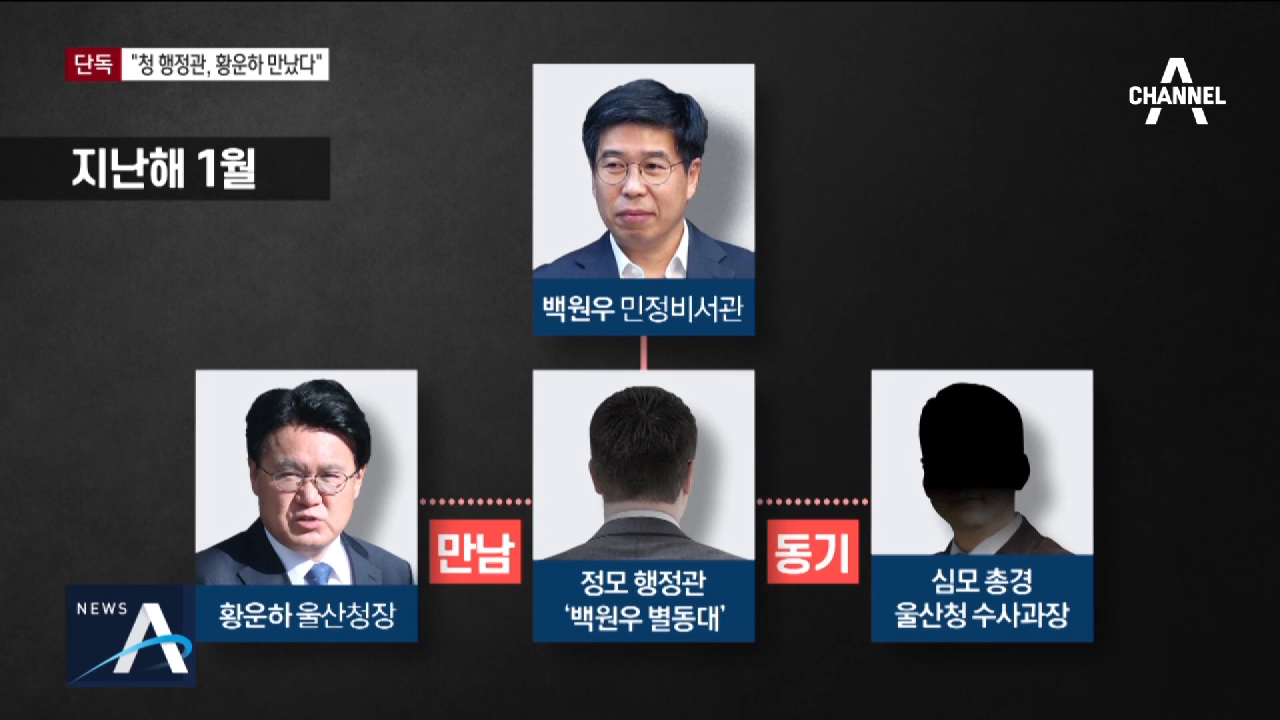 단독 "청 행정관, 황운하 만났다"
CHANNEL A
지난해 1월
백원우 민정비서관
만남
동기
황운하 울산청장
정모 행정관
‘백원우 별동대’
심모 총경
울산청 수사과장
NEWS A